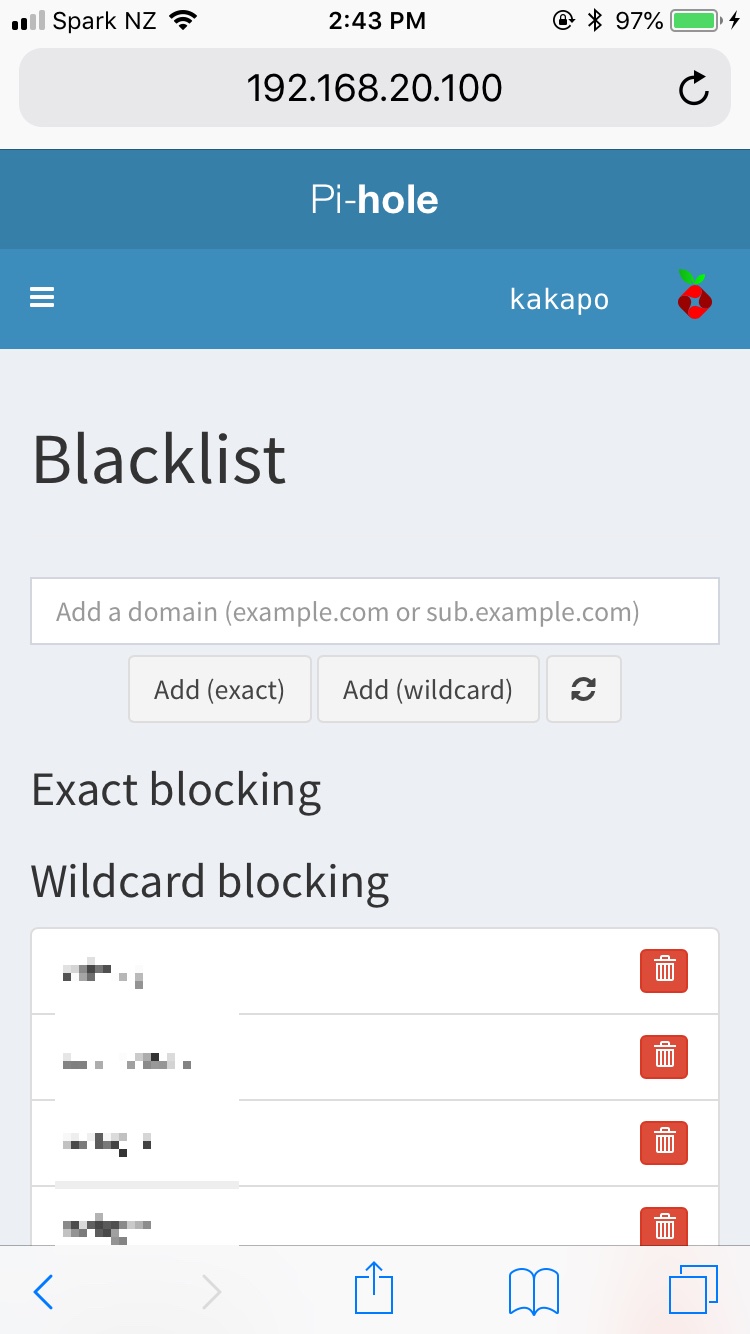 Spark NZ 2:43 PM 97%
192.168.20.100
Pi-hole
kakapo
Blacklist
Add a domain (example.com or sub.example.com)
Add (exact) Add (wildcard)
Exact blocking
Wildcard blocking